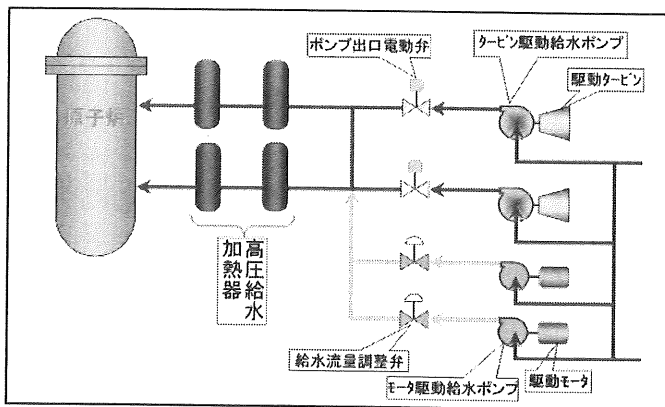 ポンプ出口電動弁
タービン駆動給水ポンプ
駆動タービン
原子炉
高圧給水
加熱器
給水流量調整弁
モータ駆動給水ポンプ
駆動モータ